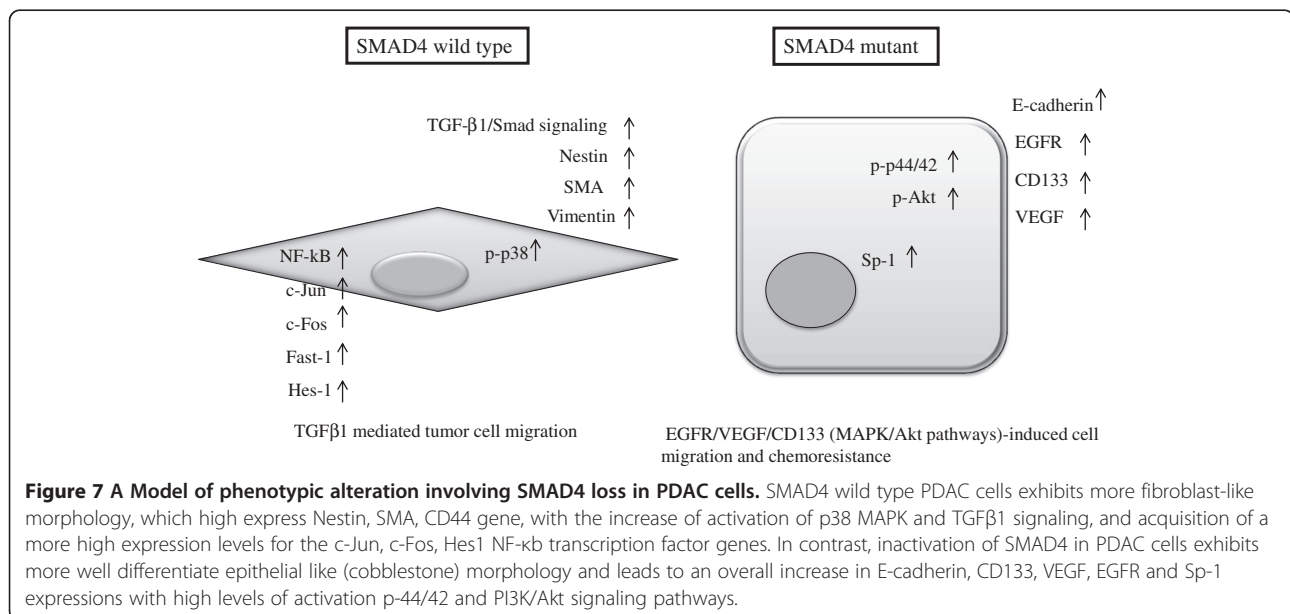 SMAD4 wild type
SMAD4 mutant
TGF-β1/Smad signaling ↑
Nestin ↑
SMA ↑
Vimentin ↑
NF-kB ↑
p-p38 ↑
c-Jun ↑
c-Fos ↑
Fast-1 ↑
Hes-1 ↑
TGFβ1 mediated tumor cell migration
E-cadherin ↑
EGFR ↑
CD133 ↑
VEGF ↑
p-p44/42 ↑
p-Akt ↑
Sp-1 ↑
EGFR/VEGF/CD133 (MAPK/Akt pathways)-induced cell
migration and chemoresistance
Figure 7 A Model of phenotypic alteration involving SMAD4 loss in PDAC cells. SMAD4 wild type PDAC cells exhibits more fibroblast-like
morphology, which high express Nestin, SMA, CD44 gene, with the increase of activation of p38 MAPK and TGFβ1 signaling, and acquisition of a
more high expression levels for the c-Jun, c-Fos, Hes1 NF-κb transcription factor genes. In contrast, inactivation of SMAD4 in PDAC cells exhibits
more well differentiate epithelial like (cobblestone) morphology and leads to an overall increase in E-cadherin, CD133, VEGF, EGFR and Sp-1
expressions with high levels of activation p-44/42 and PI3K/Akt signaling pathways.